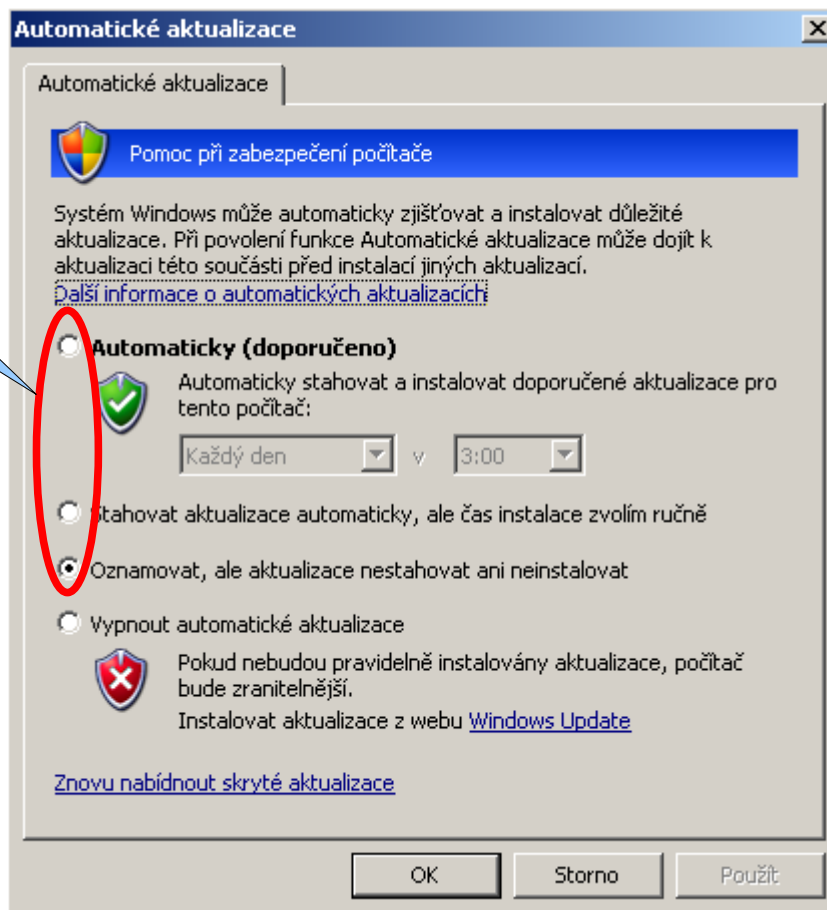 Automatické aktualizace
Automatické aktualizace
Pomoc při zabezpečení počítače
Systém Windows může automaticky zjišťovat a instalovat důležité
aktualizace. Při povolení funkce Automatické aktualizace může dojít k
aktualizaci této součásti před instalací jiných aktualizací.
Další informace o automatických aktualizacích
Automaticky (doporučeno)
Automaticky stahovat a instalovat doporučené aktualizace pro
tento počítač:
Každý den v 3:00
Stahovat aktualizace automaticky, ale čas instalace zvolím ručně
Oznamovat, ale aktualizace nestahovat ani neinstalovat
Vypnout automatické aktualizace
Pokud nebudou pravidelně instalovány aktualizace, počítač
bude zranitelnější.
Instalovat aktualizace z webu Windows Update
Znovu nabídnout skryté aktualizace
OK Storno Použít